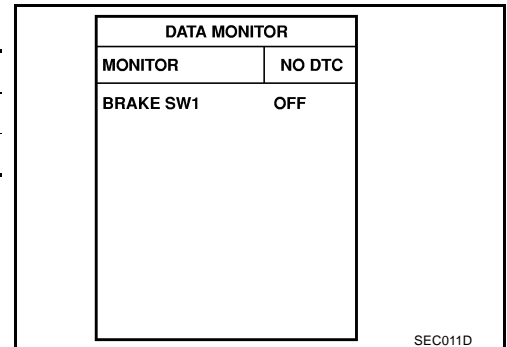 DATA MONITOR
MONITOR NO DTC
BRAKE SW1 OFF
SEC011D